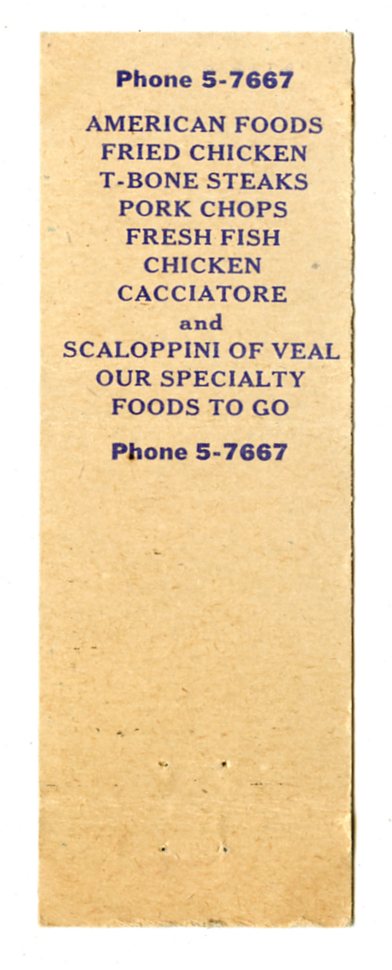 Phone 5-7667
AMERICAN FOODS
FRIED CHICKEN
T-BONE STEAKS
PORK CHOPS
FRESH FISH
CHICKEN
CACCIATORE
and
SCALOPPINI OF VEAL
OUR SPECIALTY
FOODS TO GO
Phone 5-7667